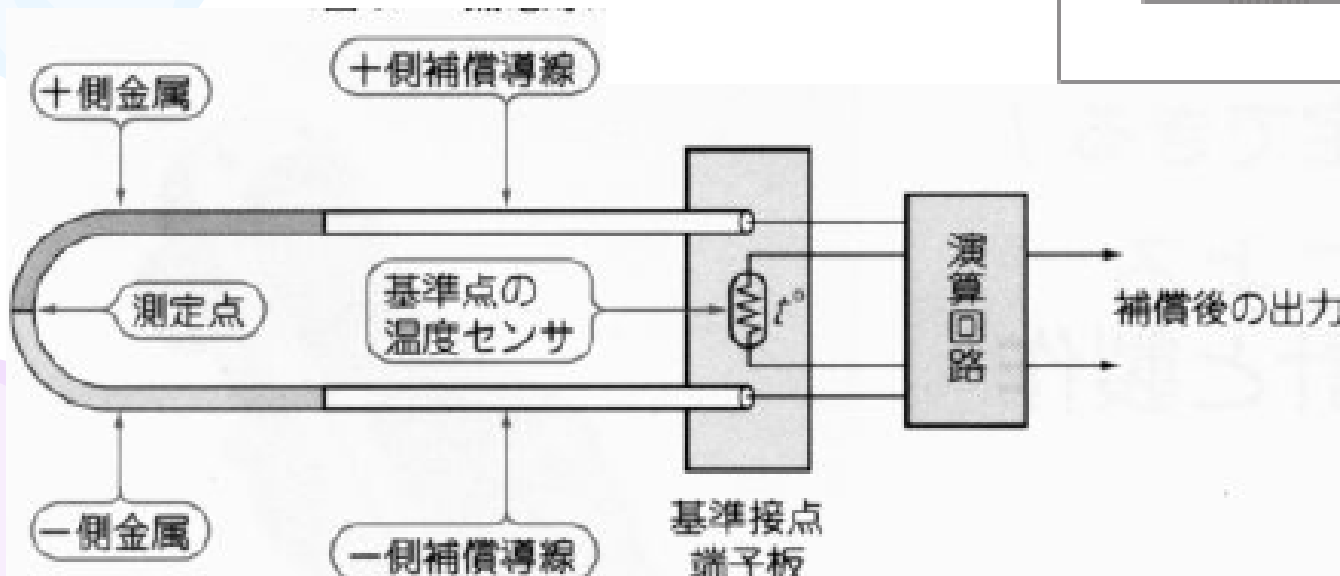 +側補償導線
+側金属
演算回路
基準点の
温度センサ
測定点
補償後の出力
基準接点
端子板
-側金属
-側補償導線